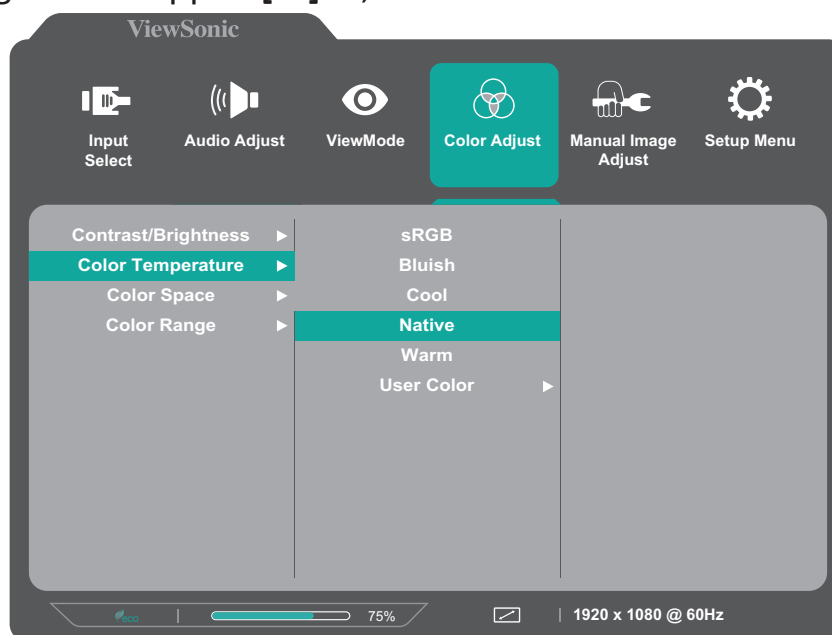 ViewSonic
Input
Select
Audio Adjust
ViewMode
Color Adjust
Manual Image
Adjust
Setup Menu
Contrast/Brightness
Color Temperature
Color Space
Color Range
sRGB
Bluish
Cool
Native
Warm
User Color
eco
75%
1920 x 1080 @ 60Hz